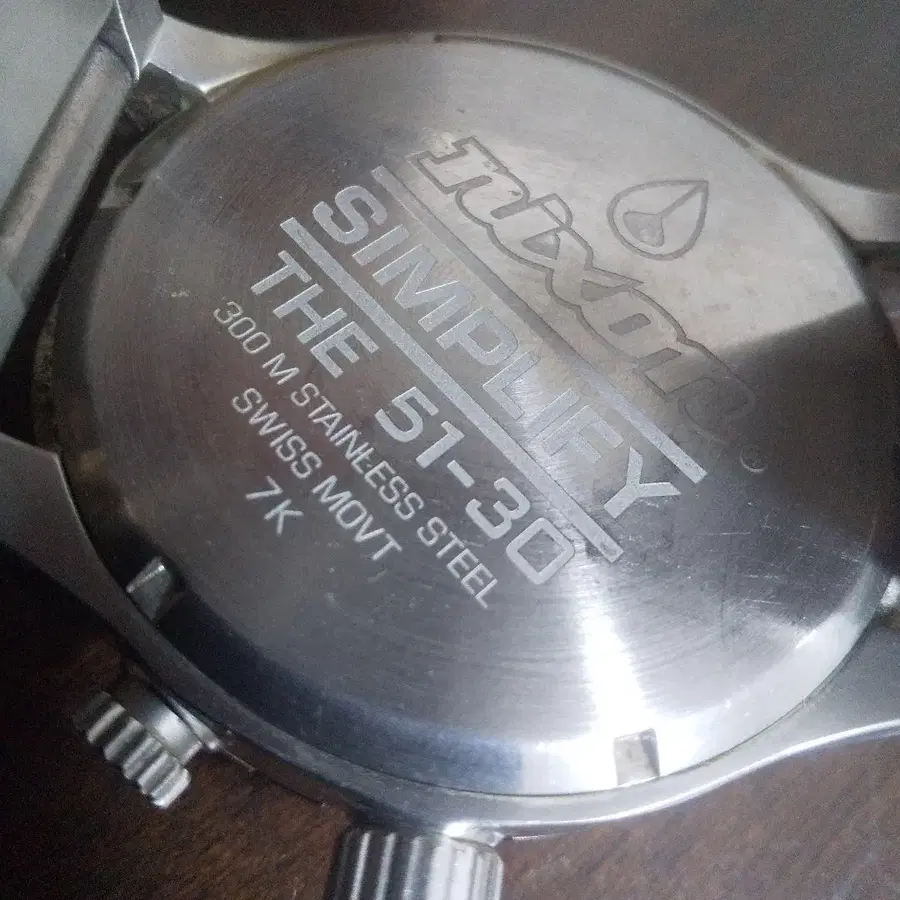 nixon
SIMPLIFY
THE 51-30
300 M STAINLESS STEEL
SWISS MOVT
7K